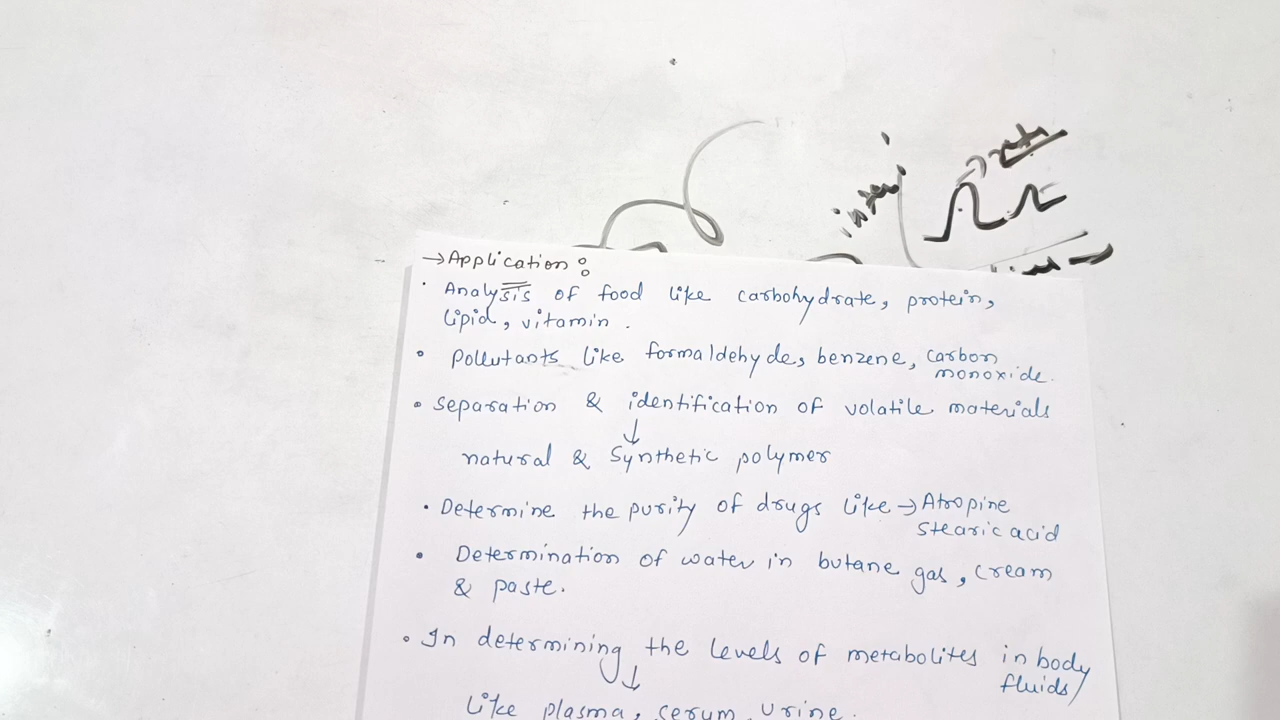 → Application :
• Analysis of food like carbohydrate, protein,
lipid, vitamin.
• Pollutants like formaldehyde, benzene, carbon
monoxide.
• separation & identification of volatile materials
↓
natural & Synthetic polymer
• Determine the purity of drugs like → Atropine
stearic acid
• Determination of water in butane gas, cream
& paste.
• In determining the levels of metabolites in body
fluids/
↓
like plasma, serum, urine.